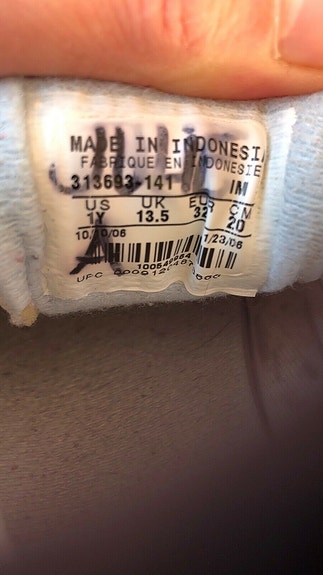 MADE IN INDONESIA
FABRIQUE EN INDONESIE
313693-141 IM
US UK EUR CM
1Y 13.5 32 20
10/ /06 1/23/06
UPC